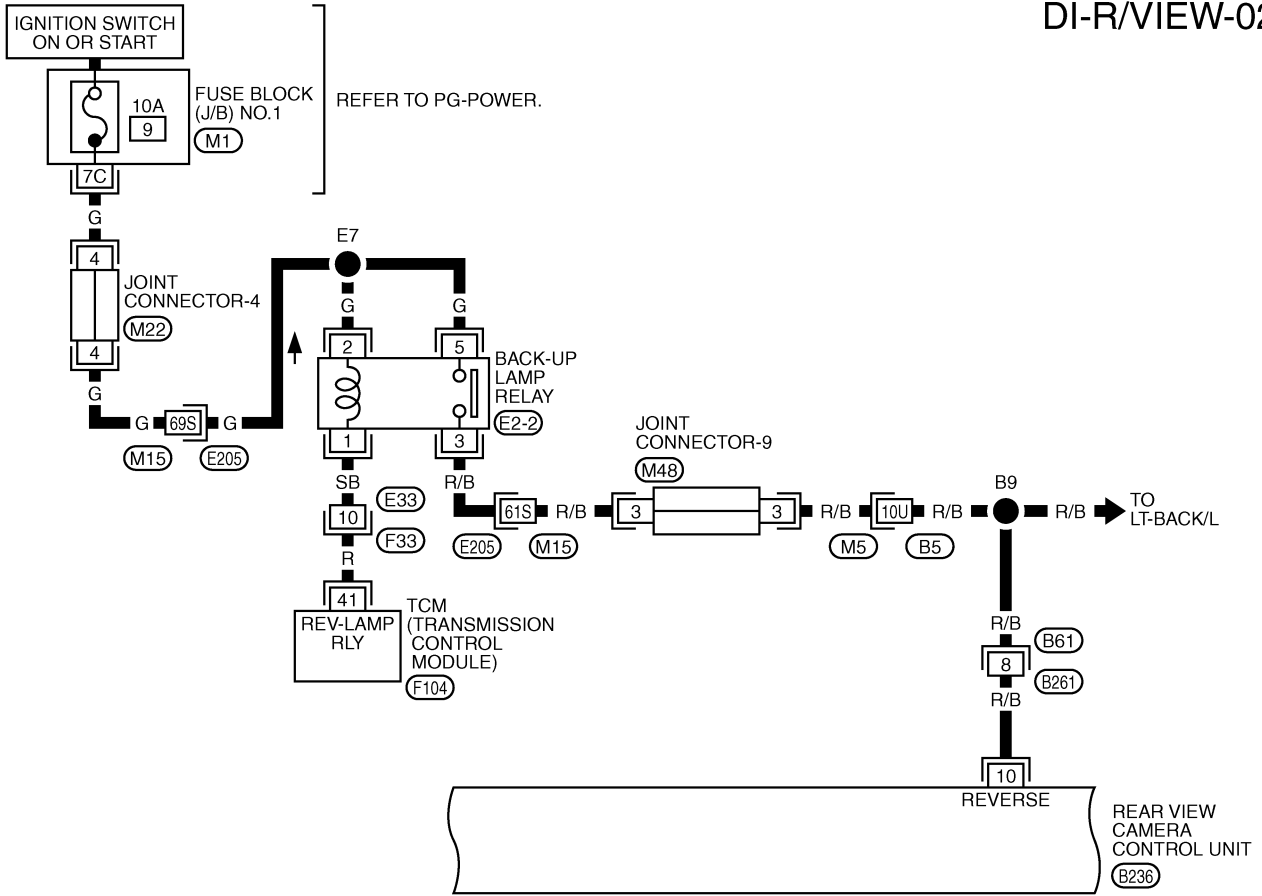 DI-R/VIEW-02
IGNITION SWITCH
ON OR START
10A
9
FUSE BLOCK
(J/B) NO.1
M1
REFER TO PG-POWER.
7C
G
4
JOINT
CONNECTOR-4
M22
4
G
G
69S
G
M15
E205
E7
G
G
2
5
BACK-UP
LAMP
RELAY
E2-2
1
3
SB
R/B
E33
10
F33
R
41
REV-LAMP
RLY
TCM
(TRANSMISSION
CONTROL
MODULE)
F104
61S
R/B
E205
M15
JOINT
CONNECTOR-9
M48
3
3
R/B
10U
R/B
M5
B5
B9
R/B
TO
LT-BACK/L
R/B
B61
8
B261
R/B
10
REVERSE
REAR VIEW
CAMERA
CONTROL UNIT
B236